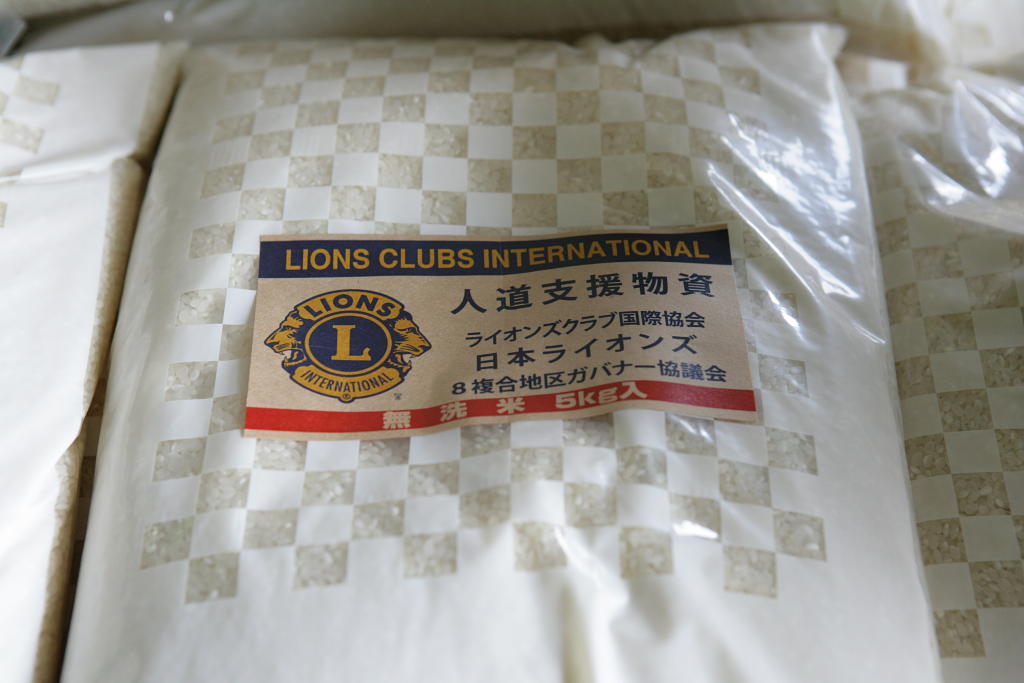 LIONS CLUBS INTERNATIONAL
LIONS
L
INTERNATIONAL
®
人道支援物資
ライオンズクラブ国際協会
日本ライオンズ
8複合地区ガバナー協議会
無洗米 5kg入